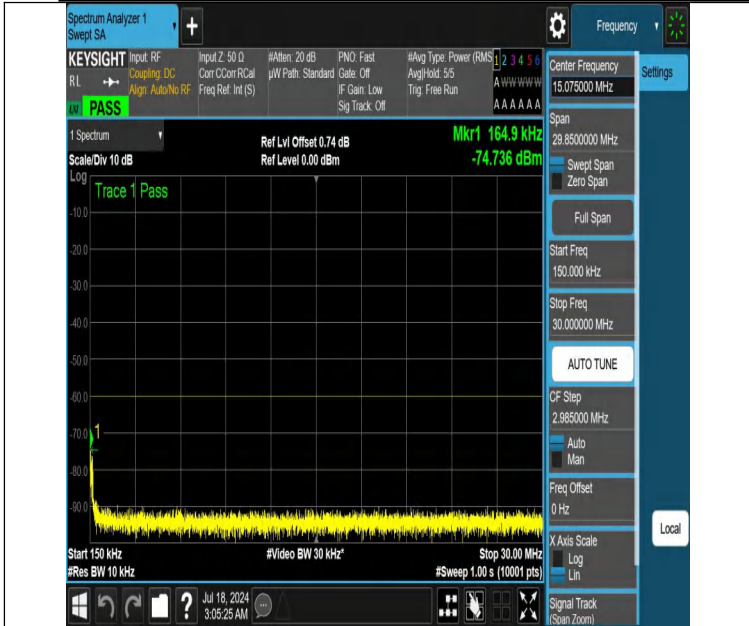 Spectrum Analyzer 1
Swept SA
Frequency
KEYSIGHT
RL
PASS
Input: RF
Coupling: DC
Align: Auto/No RF
Input Z: 50 Ω
Corr CCorr RCal
Freq Ref: Int (S)
#Atten: 20 dB
µW Path: Standard
PNO: Fast
Gate: Off
IF Gain: Low
Sig Track: Off
#Avg Type: Power (RMS
Avg|Hold: 5/5
Trig: Free Run
1 2 3 4 5 6
A W W W W W
A A A A A A
1 Spectrum
Scale/Div 10 dB
Ref Lvl Offset 0.74 dB
Ref Level 0.00 dBm
Mkr1 164.9 kHz
-74.736 dBm
Log
Trace 1 Pass
-10.0
-20.0
-30.0
-40.0
-50.0
-60.0
-70.0
1
-80.0
-90.0
Start 150 kHz
#Res BW 10 kHz
#Video BW 30 kHz*
Stop 30.00 MHz
#Sweep 1.00 s (10001 pts)
Jul 18, 2024
3:05:25 AM
Center Frequency
15.075000 MHz
Settings
Span
29.8500000 MHz
Swept Span
Zero Span
Full Span
Start Freq
150.000 kHz
Stop Freq
30.000000 MHz
AUTO TUNE
CF Step
2.985000 MHz
Auto
Man
Freq Offset
0 Hz
Local
X Axis Scale
Log
Lin
Signal Track
(Span Zoom)